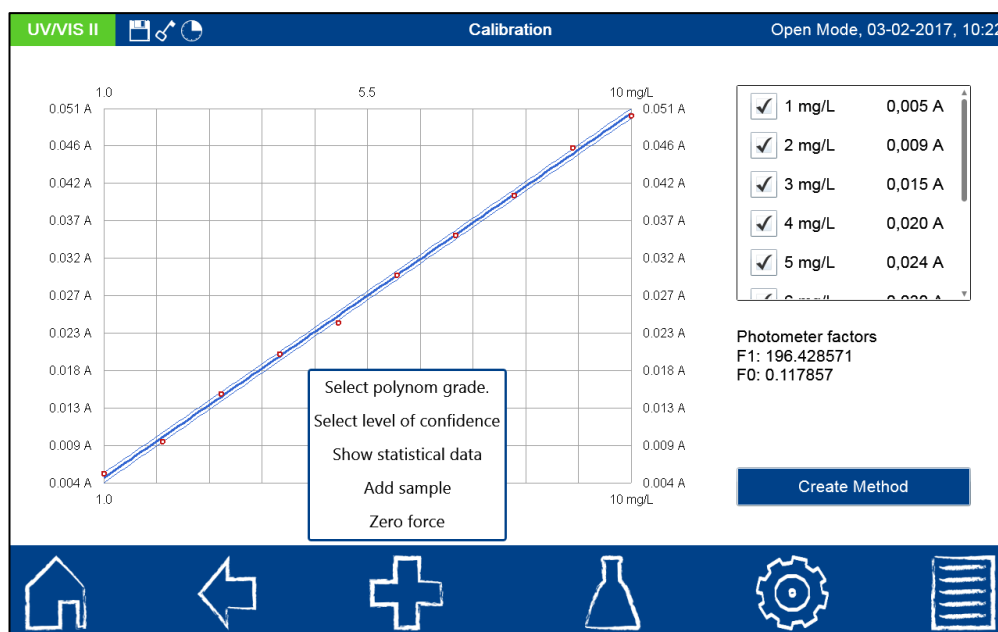 UV/VIS II
Calibration
Open Mode, 03-02-2017, 10:22
1.0
5.5
10 mg/L
0.051 A
0.051 A
0.046 A
0.046 A
0.042 A
0.042 A
0.037 A
0.037 A
0.032 A
0.032 A
0.027 A
0.027 A
0.023 A
0.023 A
0.018 A
0.018 A
0.013 A
0.013 A
0.009 A
0.009 A
0.004 A
0.004 A
1.0
10 mg/L
Select polynom grade.
Select level of confidence
Show statistical data
Add sample
Zero force
1 mg/L 0,005 A
2 mg/L 0,009 A
3 mg/L 0,015 A
4 mg/L 0,020 A
5 mg/L 0,024 A
Photometer factors
F1: 196.428571
F0: 0.117857
Create Method